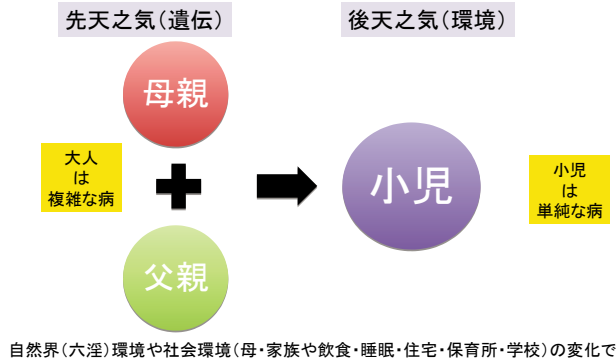 先天之気(遺伝)
後天之気(環境)
母親
大人
は
複雑な病
父親
小児
小児
は
単純な病
自然界(六淫)環境や社会環境(母・家族や飲食・睡眠・住宅・保育所・学校)の変化で